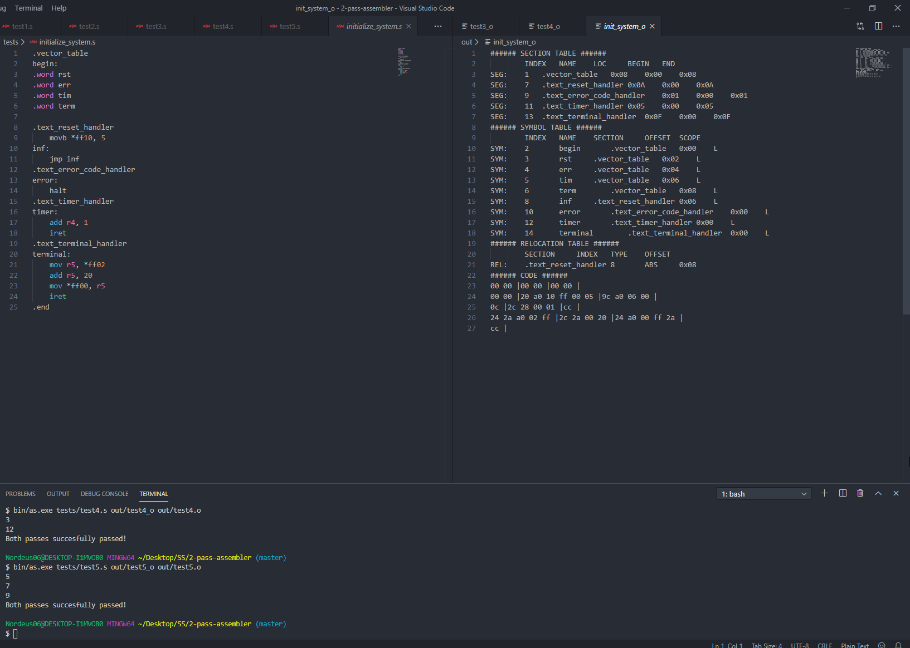 ug Terminal Help
init_system_o - 2-pass-assembler - Visual Studio Code
test1.s test2.s test3.s test4.s test5.s initialize_system.s × ...
tests > initialize_system.s
1 .vector_table
2 begin:
3 .word rst
4 .word err
5 .word tim
6 .word term
7
8 .text_reset_handler
9 movb *ff10, 5
10 inf:
11 jmp inf
12 .text_error_code_handler
13 error:
14 halt
15 .text_timer_handler
16 timer:
17 add r4, 1
18 iret
19 .text_terminal_handler
20 terminal:
21 mov r5, *ff02
22 add r5, 20
23 mov *ff00, r5
24 iret
25 .end
test3_o test4_o init_system_o × ...
out > init_system_o
1 ###### SECTION TABLE ######
2 INDEX NAME LOC BEGIN END
3 SEG: 1 .vector_table 0x08 0x00 0x08
4 SEG: 7 .text_reset_handler 0x0A 0x00 0x0A
5 SEG: 9 .text_error_code_handler 0x01 0x00 0x01
6 SEG: 11 .text_timer_handler 0x05 0x00 0x05
7 SEG: 13 .text_terminal_handler 0x0F 0x00 0x0F
8 ###### SYMBOL TABLE ######
9 INDEX NAME SECTION OFFSET SCOPE
10 SYM: 2 begin .vector_table 0x00 L
11 SYM: 3 rst .vector_table 0x02 L
12 SYM: 4 err .vector_table 0x04 L
13 SYM: 5 tim .vector_table 0x06 L
14 SYM: 6 term .vector_table 0x08 L
15 SYM: 8 inf .text_reset_handler 0x06 L
16 SYM: 10 error .text_error_code_handler 0x00 L
17 SYM: 12 timer .text_timer_handler 0x00 L
18 SYM: 14 terminal .text_terminal_handler 0x00 L
19 ###### RELOCATION TABLE ######
20 SECTION INDEX TYPE OFFSET
21 REL: .text_reset_handler 8 ABS 0x08
22 ###### CODE ######
23 00 00 |00 00 |00 00 |
24 00 00 |20 a0 10 ff 00 05 |9c a0 06 00 |
25 0c |2c 28 00 01 |cc |
26 24 2a a0 02 ff |2c 2a 00 20 |24 a0 00 ff 2a |
27 cc |
PROBLEMS OUTPUT DEBUG CONSOLE TERMINAL 1: bash
$ bin/as.exe tests/test4.s out/test4_o out/test4.o
3
12
Both passes succesfully passed!
Nordeus06@DESKTOP-I1MVCB0 MINGW64 ~/Desktop/SS/2-pass-assembler (master)
$ bin/as.exe tests/test5.s out/test5_o out/test5.o
5
7
9
Both passes succesfully passed!
Nordeus06@DESKTOP-I1MVCB0 MINGW64 ~/Desktop/SS/2-pass-assembler (master)
$
Ln 1, Col 1 Tab Size: 4 UTF-8 CRLF Plain Text